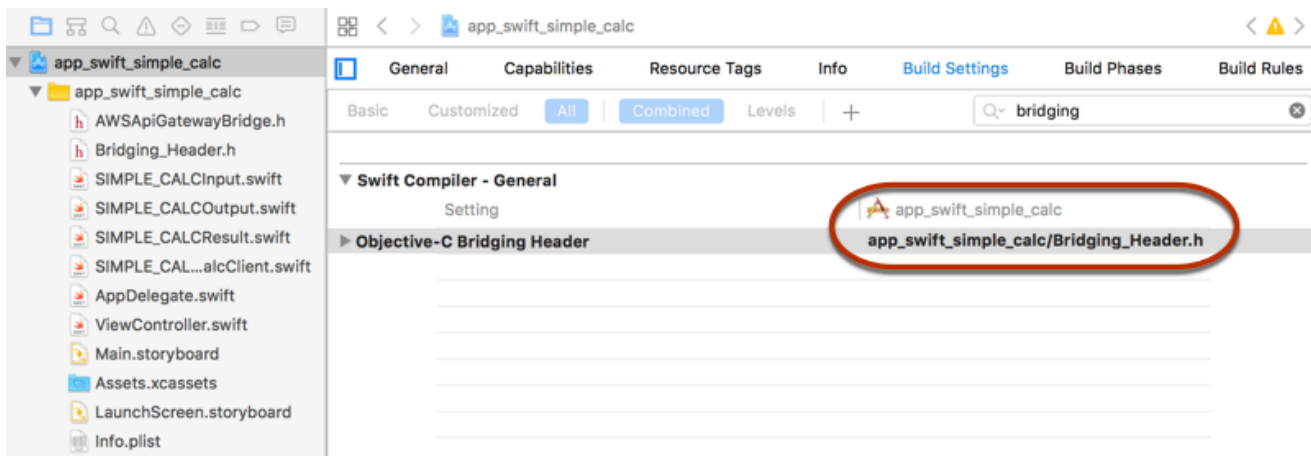 app_swift_simple_calc
app_swift_simple_calc
General Capabilities Resource Tags Info Build Settings Build Phases Build Rules
app_swift_simple_calc
Basic Customized All Combined Levels + bridging
h AWSApiGatewayBridge.h
h Bridging_Header.h
SIMPLE_CALCInput.swift
SIMPLE_CALCOutput.swift
SIMPLE_CALCResult.swift
SIMPLE_CAL...alcClient.swift
AppDelegate.swift
ViewController.swift
Main.storyboard
Assets.xcassets
LaunchScreen.storyboard
Info.plist
Swift Compiler - General
Setting app_swift_simple_calc
Objective-C Bridging Header app_swift_simple_calc/Bridging_Header.h